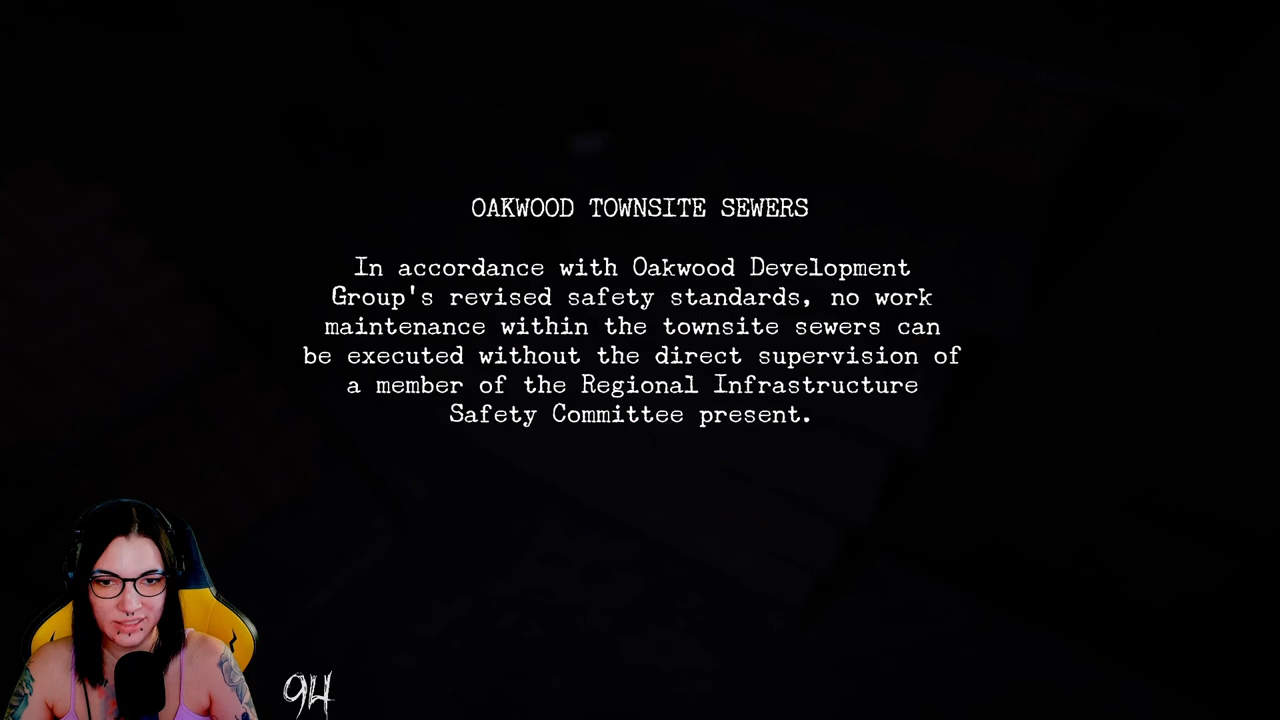 OAKWOOD TOWNSITE SEWERS
In accordance with Oakwood Development
Group's revised safety standards, no work
maintenance within the townsite sewers can
be executed without the direct supervision of
a member of the Regional Infrastructure
Safety Committee present.
94